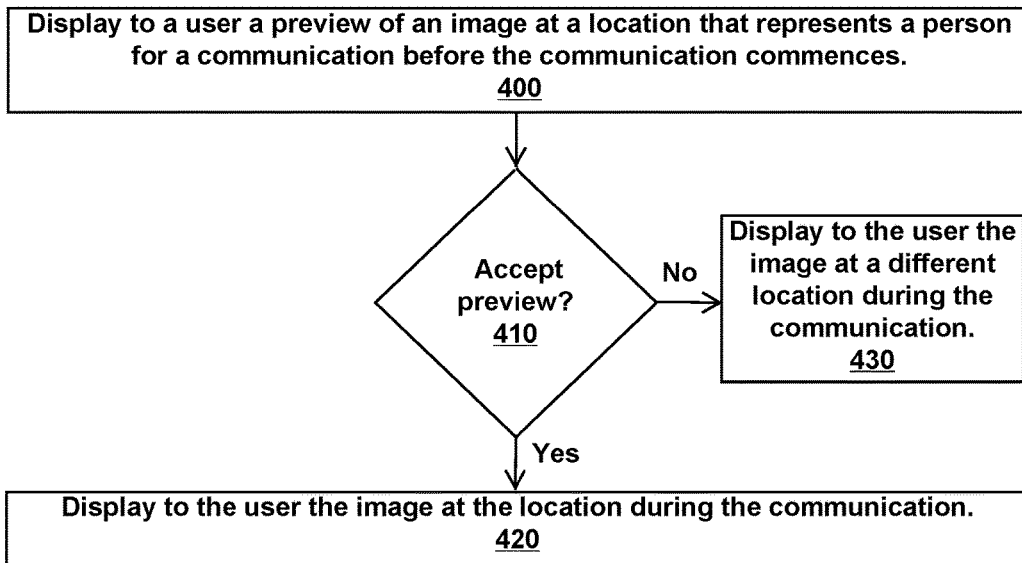 Display to a user a preview of an image at a location that represents a person
for a communication before the communication commences.
400
Accept
preview?
410
No
Display to the user the
image at a different
location during the
communication.
430
Yes
Display to the user the image at the location during the communication.
420